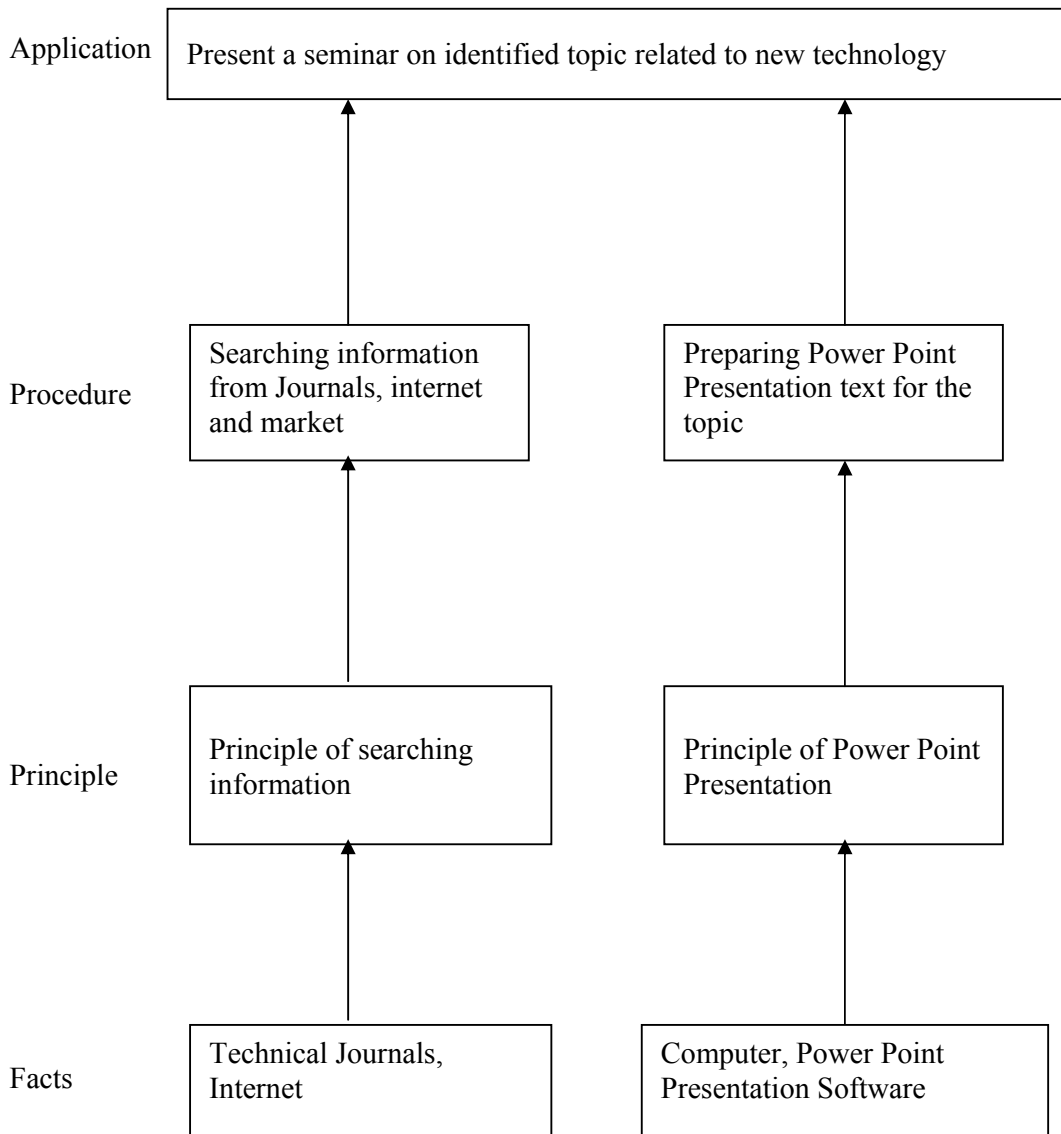 Application
Present a seminar on identified topic related to new technology
Procedure
Searching information
from Journals, internet
and market
Preparing Power Point
Presentation text for the
topic
Principle
Principle of searching
information
Principle of Power Point
Presentation
Facts
Technical Journals,
Internet
Computer, Power Point
Presentation Software